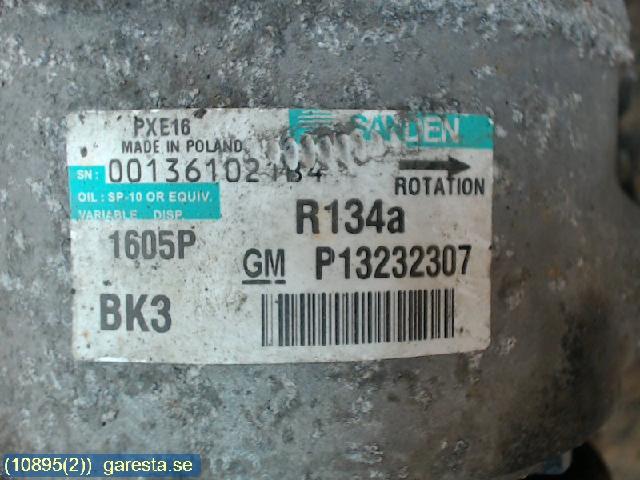 PXE16
SANDEN
MADE IN POLAND
SN:
ROTATION
OIL: SP-10 OR EQUIV.
VARIABLE DISP.
R134a
1605P
GM P13232307
BK3
(10895(2)) garesta.se